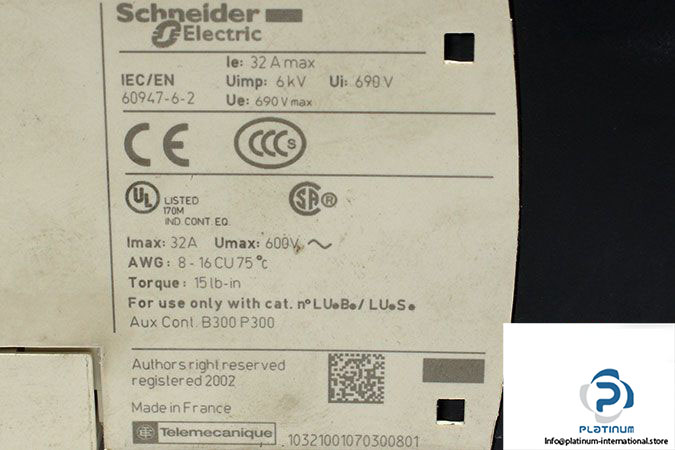 Schneider
Electric
Ie: 32 A max
IEC/EN
60947-6-2
Uimp: 6 kV Ui: 690 V
Ue: 690 V max
CE
CCC S
UL LISTED
170M
IND. CONT. EQ.
SA ®
Imax: 32A Umax: 600V ~
AWG: 8 - 16 CU 75 °c
Torque: 15 lb-in
For use only with cat. n° LU•B•/ LU•S•
Aux Cont. B300 P300
Authors right reserved
registered 2002
Made in France
Telemecanique
10321001070300801
PLATINUM
info@platinum-international.store